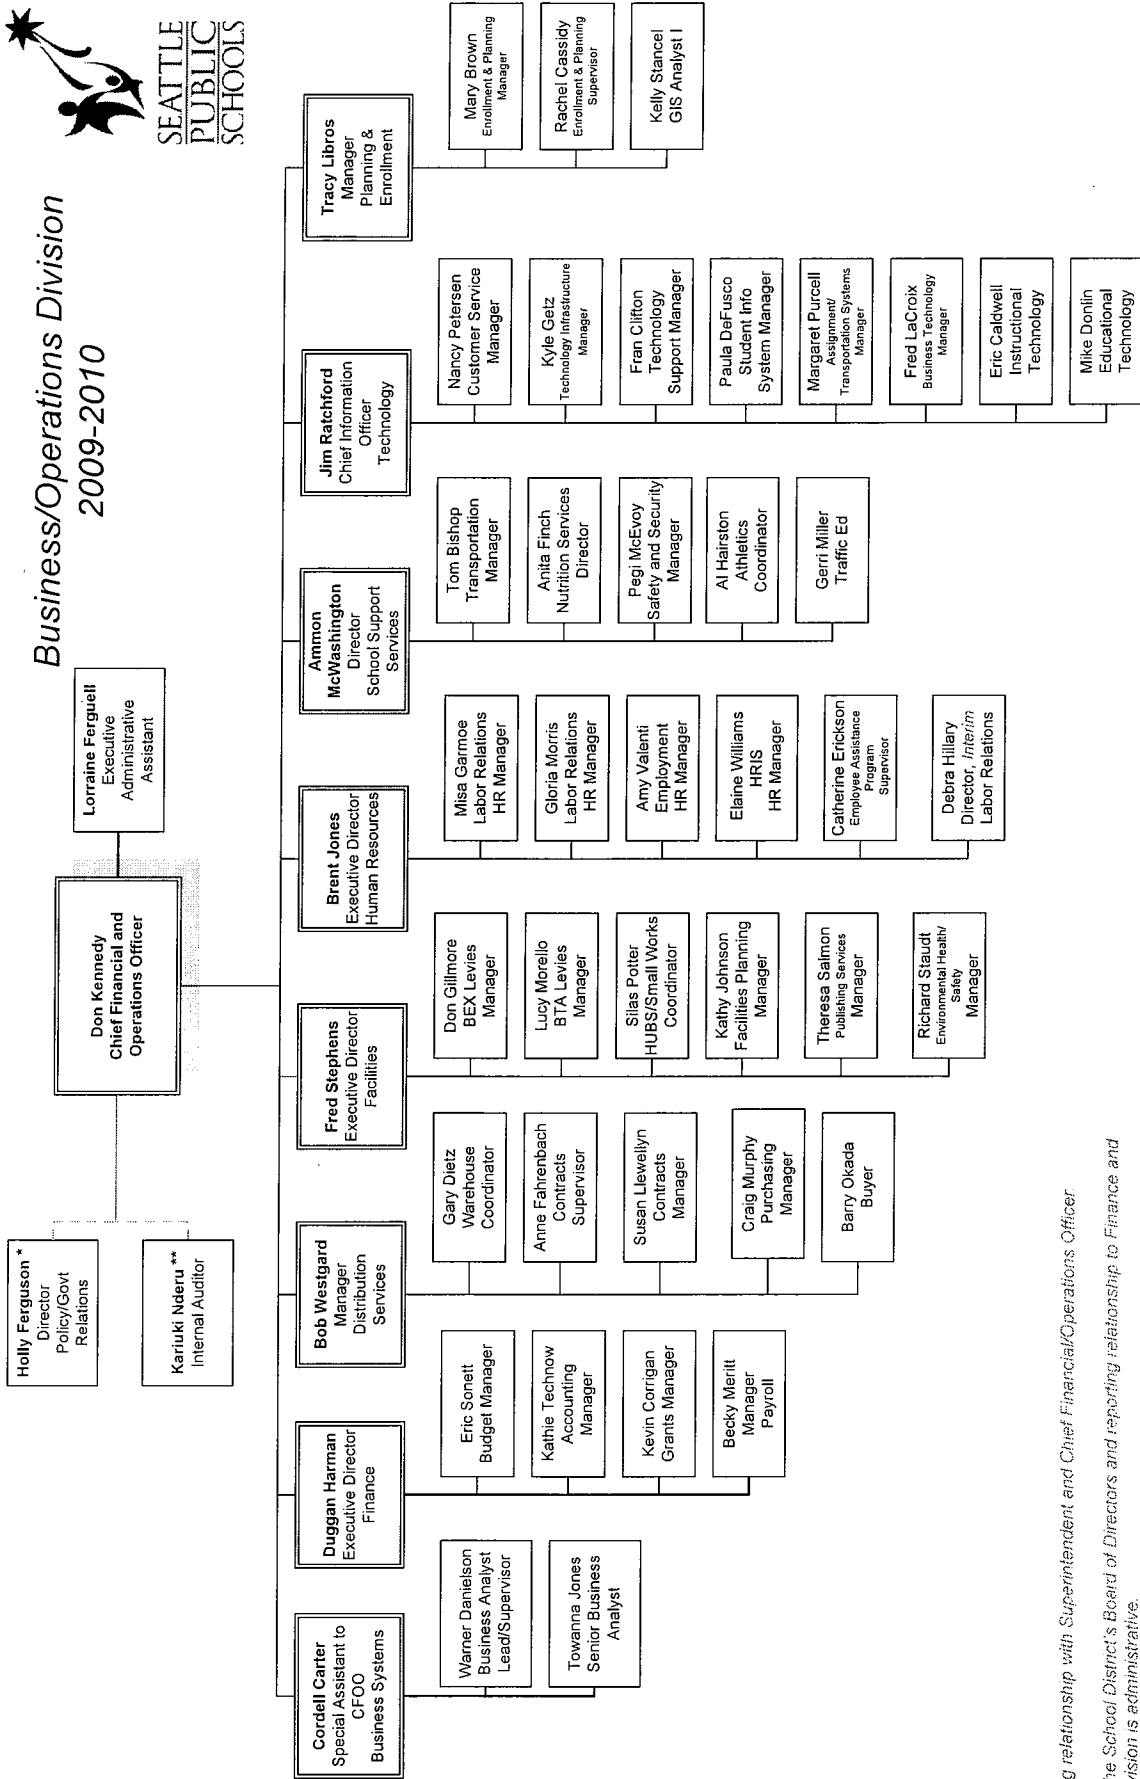 SEATTLE
PUBLIC
SCHOOLS
Business/Operations Division
2009-2010
Lorraine Ferguell
Executive
Administrative
Assistant
Don Kennedy
Chief Financial and
Operations Officer
Holly Ferguson *
Director
Policy/Govt
Relations
Kariuki Nderu **
Internal Auditor
Cordell Carter
Special Assistant to
CFOO
Business Systems
Warner Danielson
Business Analyst
Lead/Supervisor
Towanna Jones
Senior Business
Analyst
Duggan Harman
Executive Director
Finance
Eric Sonett
Budget Manager
Kathie Technow
Accounting
Manager
Kevin Corrigan
Grants Manager
Becky Meritt
Manager
Payroll
Bob Westgard
Manager
Distribution
Services
Gary Dietz
Warehouse
Coordinator
Anne Fahrenbach
Contracts
Supervisor
Susan Llewellyn
Contracts
Manager
Craig Murphy
Purchasing
Manager
Barry Okada
Buyer
Fred Stephens
Executive Director
Facilities
Don Gillmore
BEX Levies
Manager
Lucy Morello
BTA Levies
Manager
Silas Potter
HUBS/Small Works
Coordinator
Kathy Johnson
Facilities Planning
Manager
Theresa Salmon
Publishing Services
Manager
Richard Staudt
Environmental Health/
Safety
Manager
Brent Jones
Executive Director
Human Resources
Misa Garmoe
Labor Relations
HR Manager
Gloria Morris
Labor Relations
HR Manager
Amy Valenti
Employment
HR Manager
Elaine Williams
HRIS
HR Manager
Catherine Erickson
Employee Assistance
Program
Supervisor
Debra Hillary
Director, Interim
Labor Relations
Ammon
McWashington
Director
School Support
Services
Tom Bishop
Transportation
Manager
Anita Finch
Nutrition Services
Director
Pegi McEvoy
Safety and Security
Manager
Al Hairston
Athletics
Coordinator
Gerri Miller
Traffic Ed
Jim Ratchford
Chief Information
Officer
Technology
Nancy Petersen
Customer Service
Manager
Kyle Getz
Technology Infrastructure
Manager
Fran Clifton
Technology
Support Manager
Paula DeFusco
Student Info
System Manager
Margaret Purcell
Assignment/
Transportation Systems
Manager
Fred LaCroix
Business Technology
Manager
Eric Caldwell
Instructional
Technology
Mike Donlin
Educational
Technology
Tracy Libros
Manager
Planning &
Enrollment
Mary Brown
Enrollment & Planning
Manager
Rachel Cassidy
Enrollment & Planning
Supervisor
Kelly Stancel
GIS Analyst I
g relationship with Superintendent and Chief Financial/Operations Officer.
he School District's Board of Directors and reporting relationship to Finance and
vision is administrative.